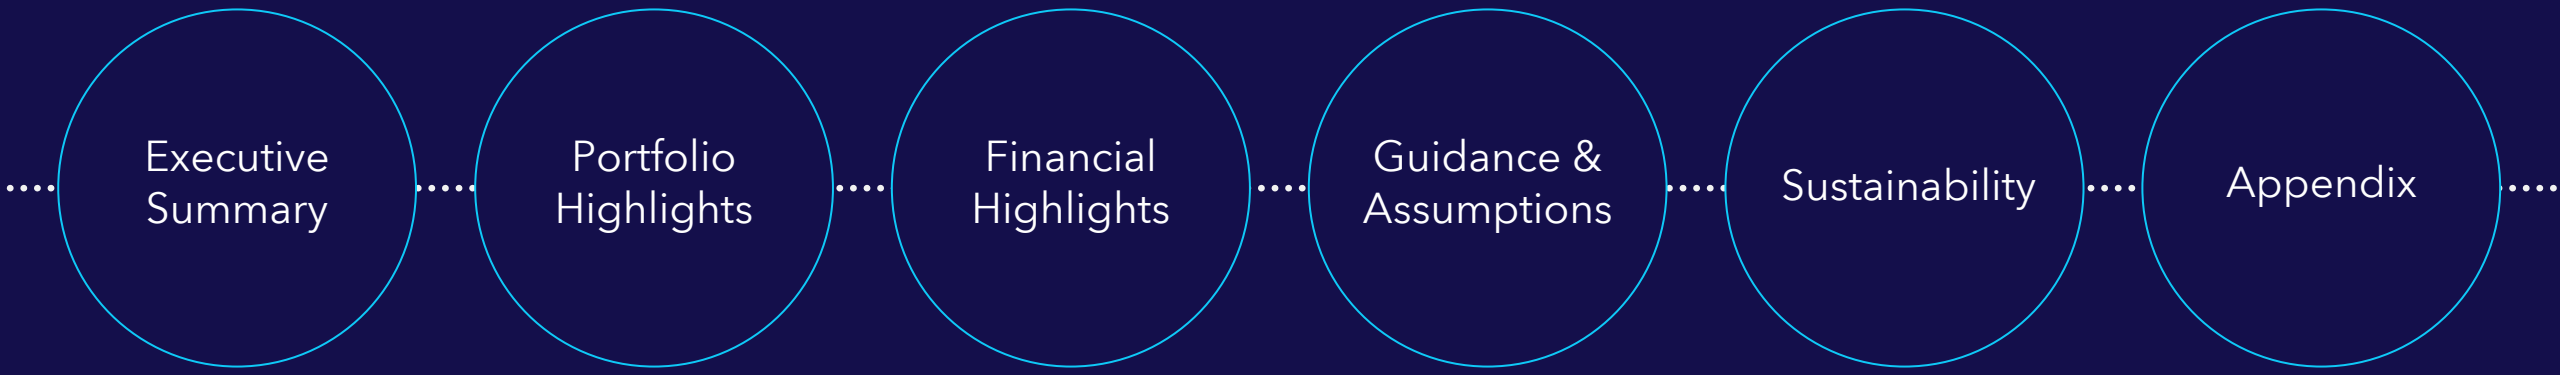 Executive
Summary
Portfolio
Highlights
Financial
Highlights
Guidance &
Assumptions
Sustainability
Appendix